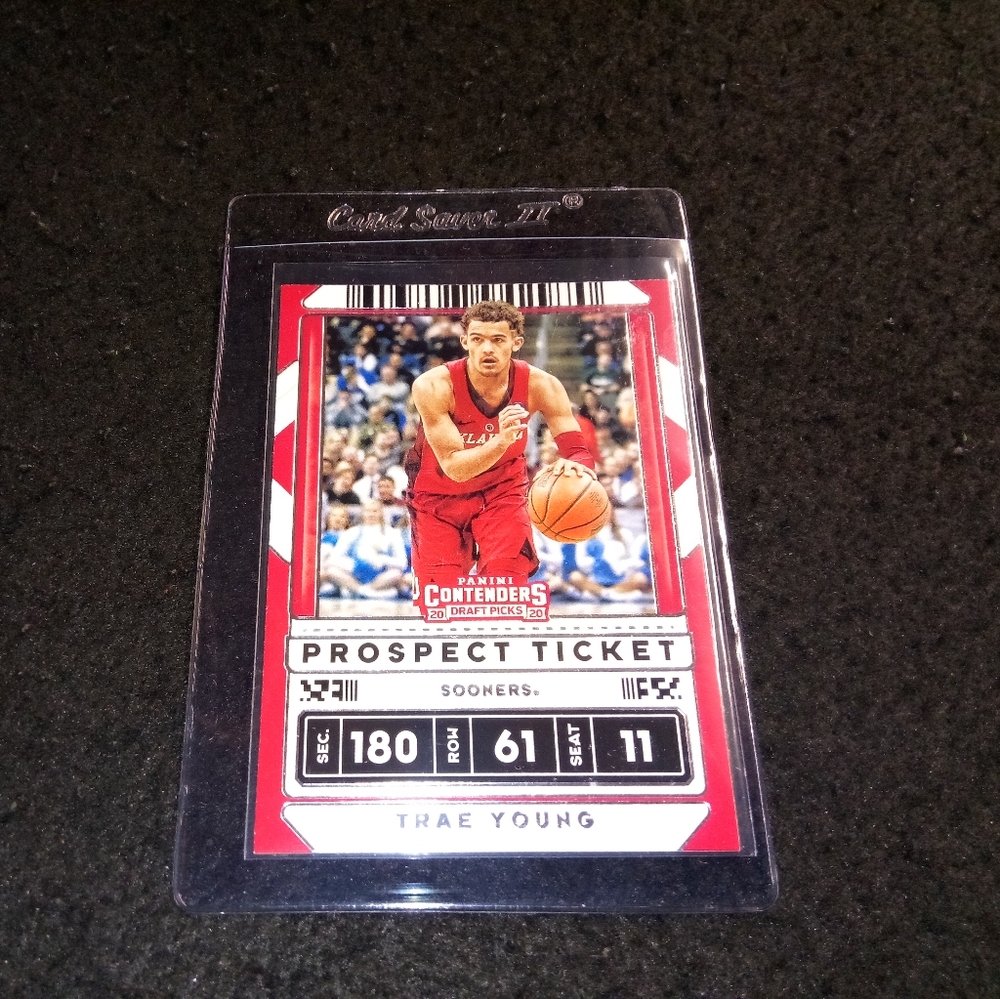 Card Saver II®
KLAHOMA
PANINI
CONTENDERS
20 DRAFT PICKS 20
PROSPECT TICKET
SOONERS®
SEC. 180 ROW 61 SEAT 11
TRAE YOUNG